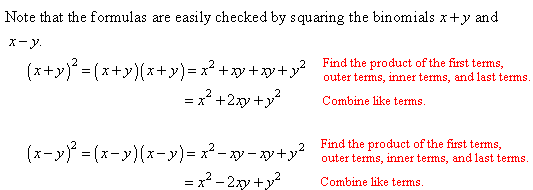 Note that the formulas are easily checked by squaring the binomials x+y and
x−y.
(x+y)² = (x+y)(x+y) = x² + xy + xy + y² Find the product of the first terms,
outer terms, inner terms, and last terms.
= x² + 2xy + y² Combine like terms.
(x−y)² = (x−y)(x−y) = x² − xy − xy + y² Find the product of the first terms,
outer terms, inner terms, and last terms.
= x² − 2xy + y² Combine like terms.